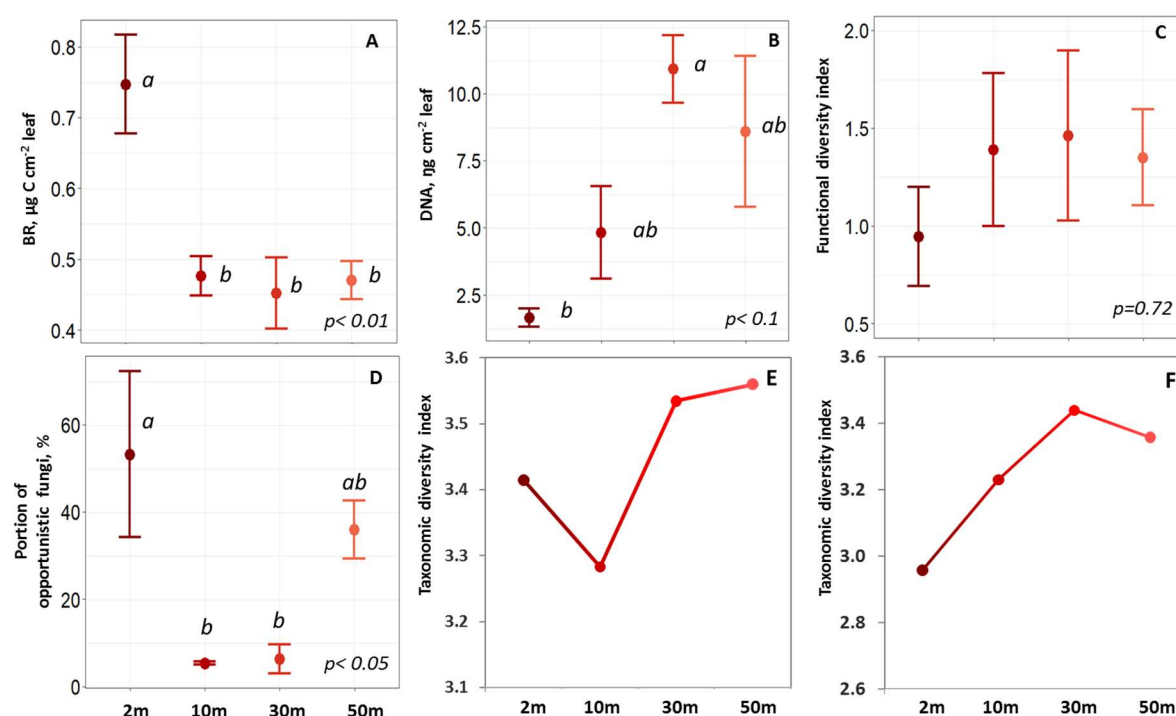 A
BR, µg C cm⁻² leaf
0.8
0.7
0.6
0.5
0.4
a
b
b
b
p< 0.01
B
DNA, ηg cm⁻² leaf
12.5
10.0
7.5
5.0
2.5
b
ab
a
ab
p< 0.1
C
Functional diversity index
2.0
1.5
1.0
0.5
p=0.72
D
Portion of
opportunistic fungi, %
60
40
20
0
a
b
b
ab
p< 0.05
2m 10m 30m 50m
E
Taxonomic diversity index
3.6
3.5
3.4
3.3
3.2
3.1
2m 10m 30m 50m
F
Taxonomic diversity index
3.6
3.4
3.2
3.0
2.8
2.6
2m 10m 30m 50m